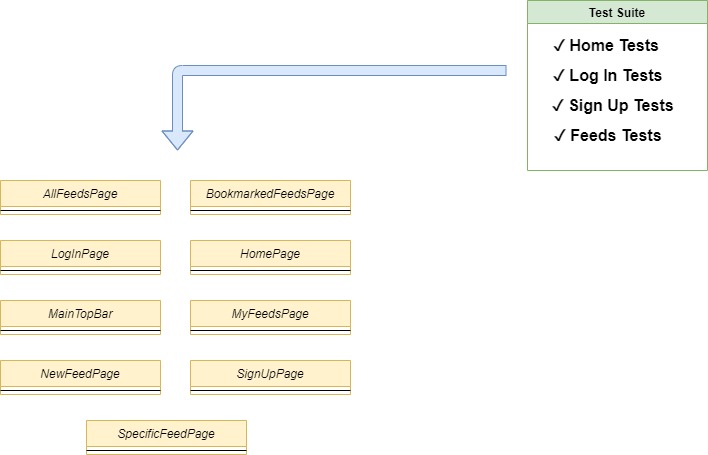 Test Suite
✓ Home Tests
✓ Log In Tests
✓ Sign Up Tests
✓ Feeds Tests
AllFeedsPage
BookmarkedFeedsPage
LogInPage
HomePage
MainTopBar
MyFeedsPage
NewFeedPage
SignUpPage
SpecificFeedPage